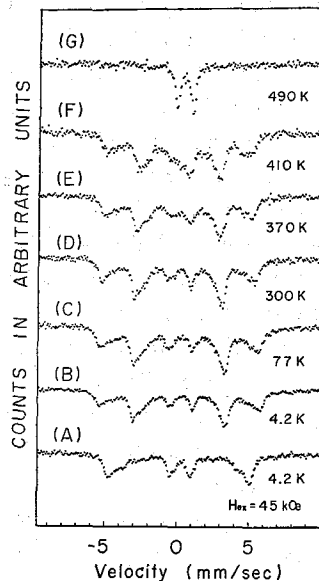 (G)
490 K
(F)
410 K
(E)
370 K
(D)
300 K
(C)
77 K
(B)
4.2 K
(A)
4.2 K
Hex = 45 kOe
-5 0 5
Velocity (mm/sec)
COUNTS IN ARBITRARY UNITS